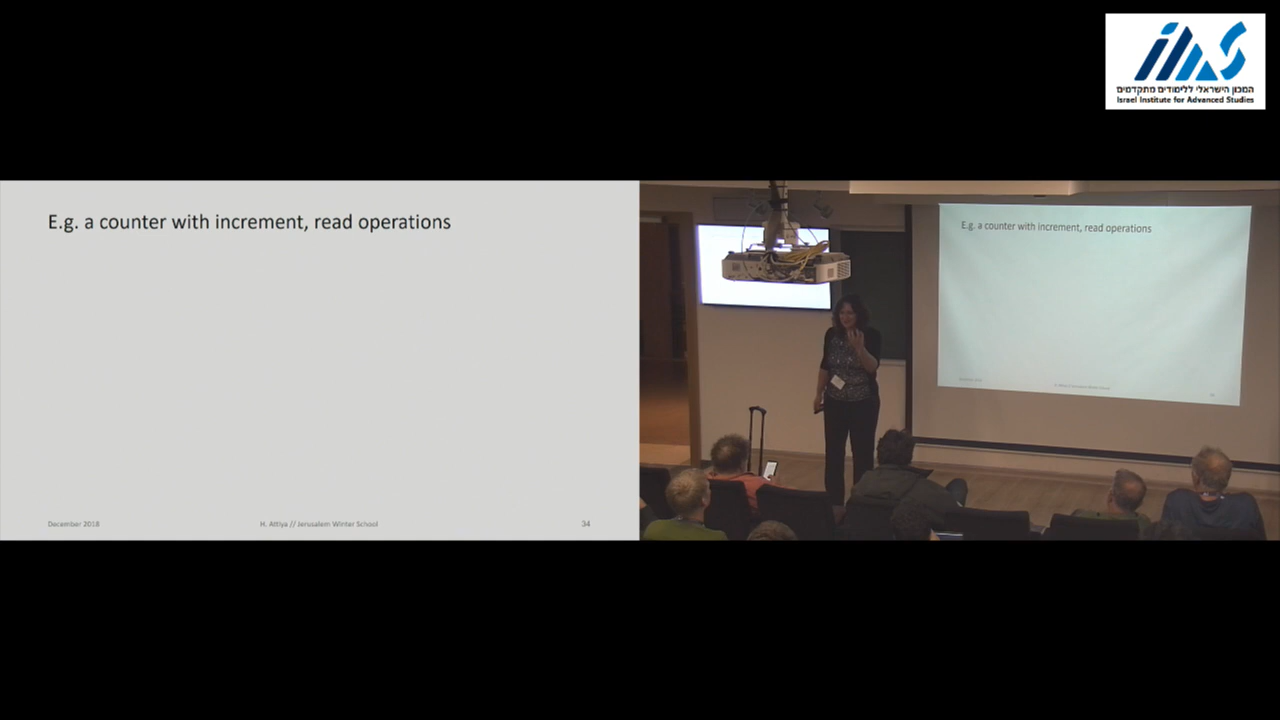 המכון הישראלי ללימודים מתקדמים
Israel Institute for Advanced Studies
E.g. a counter with increment, read operations
December 2018
H. Attiya // Jerusalem Winter School
34
E.g. a counter with increment, read operations